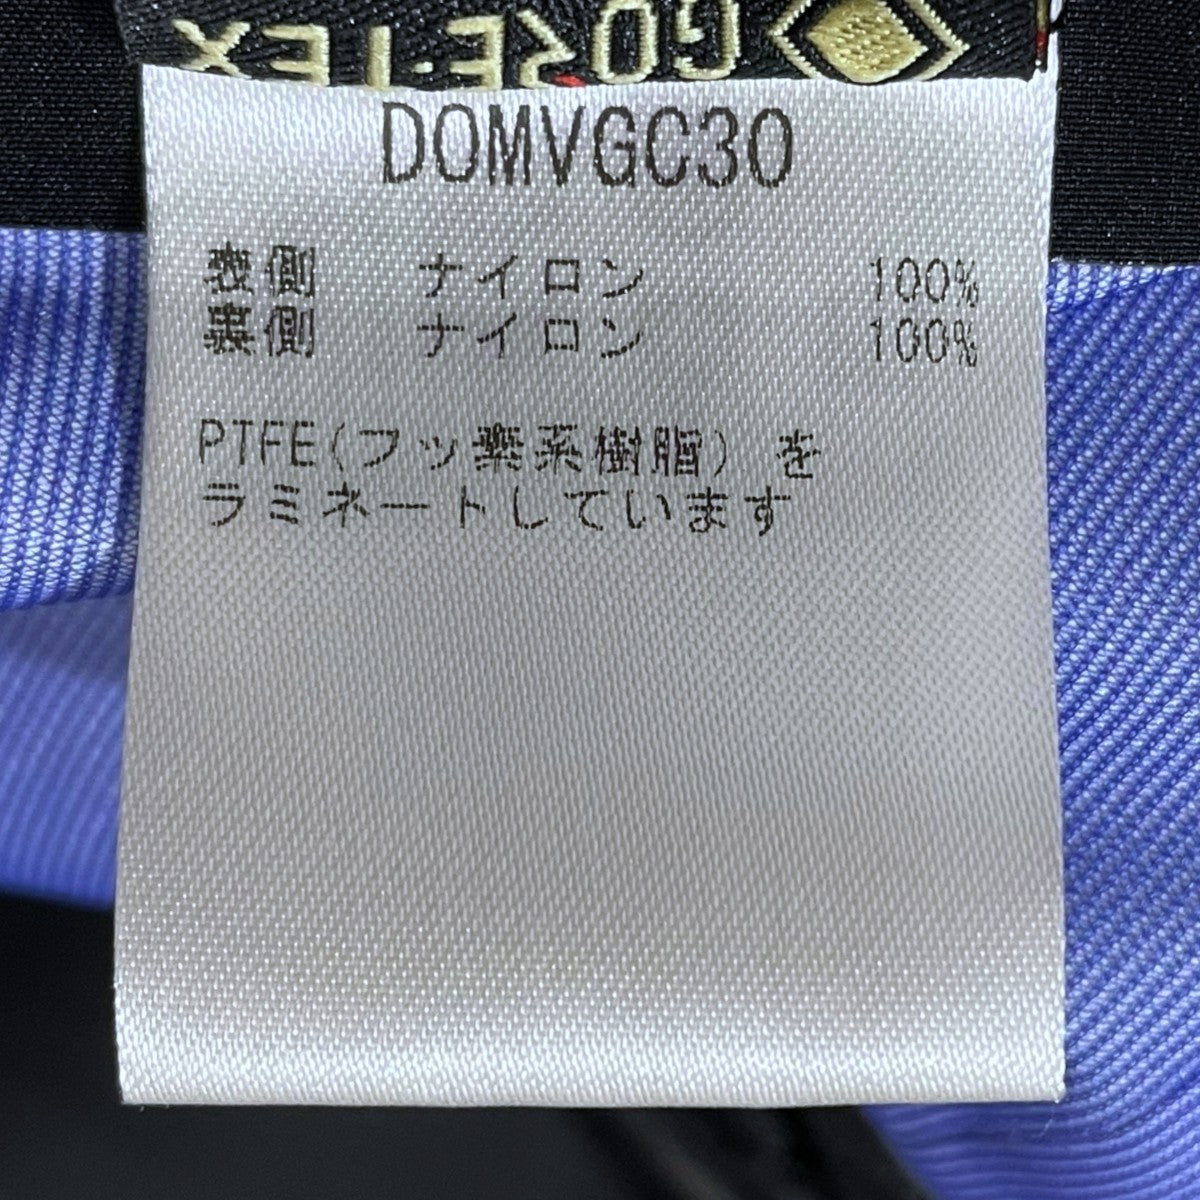 GORE-TEX
DOMVGC30
表側 ナイロン 100%
裏側 ナイロン 100%
PTFE(フッ素系樹脂) を
ラミネートしています